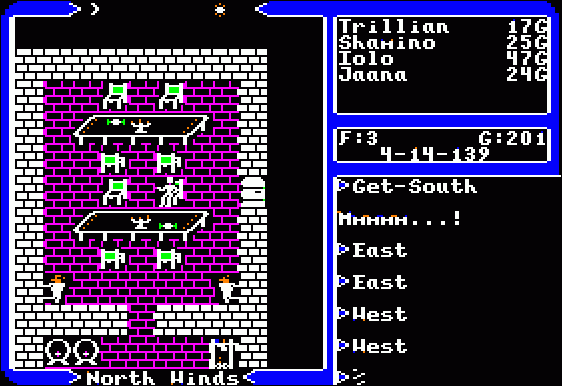 Trillian 17G
Shamino 25G
Iolo 47G
Jaana 24G
F:3 G:201
4-14-139
Get-South
Mmmmm...!
East
East
West
West
North Winds